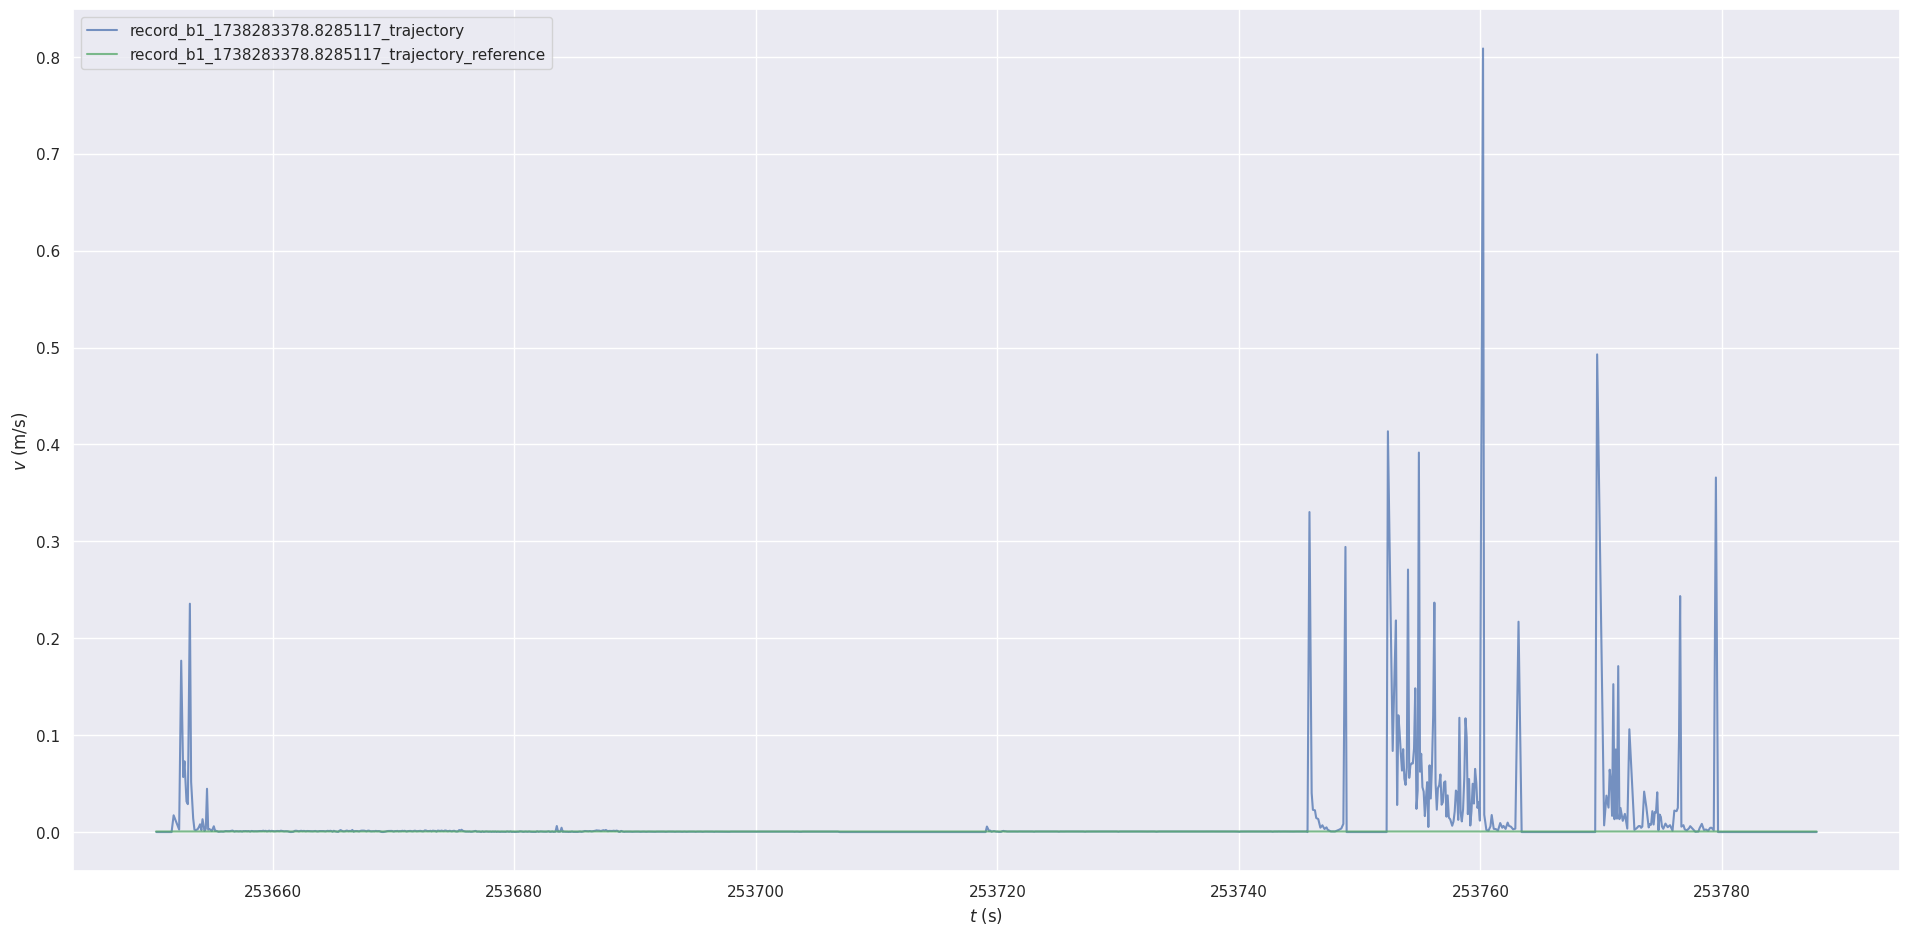 record_b1_1738283378.8285117_trajectory
record_b1_1738283378.8285117_trajectory_reference
0.8
0.7
0.6
0.5
0.4
0.3
0.2
0.1
0.0
v (m/s)
253660 253680 253700 253720 253740 253760 253780
t (s)